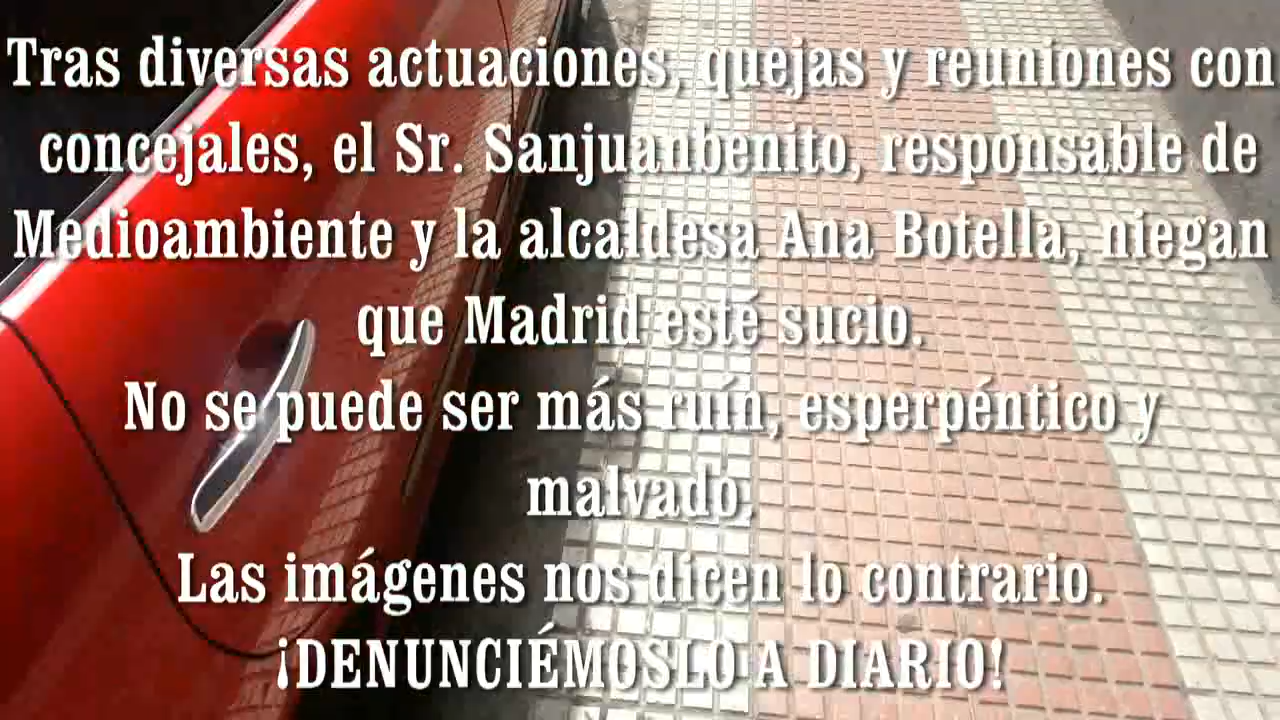 Tras diversas actuaciones, quejas y reuniones con
concejales, el Sr. Sanjuanbenito, responsable de
Medioambiente y la alcaldesa Ana Botella, niegan
que Madrid esté sucio.
No se puede ser más ruín, esperpéntico y
malvado.
Las imágenes nos dicen lo contrario.
¡DENUNCIÉMOSLO A DIARIO!